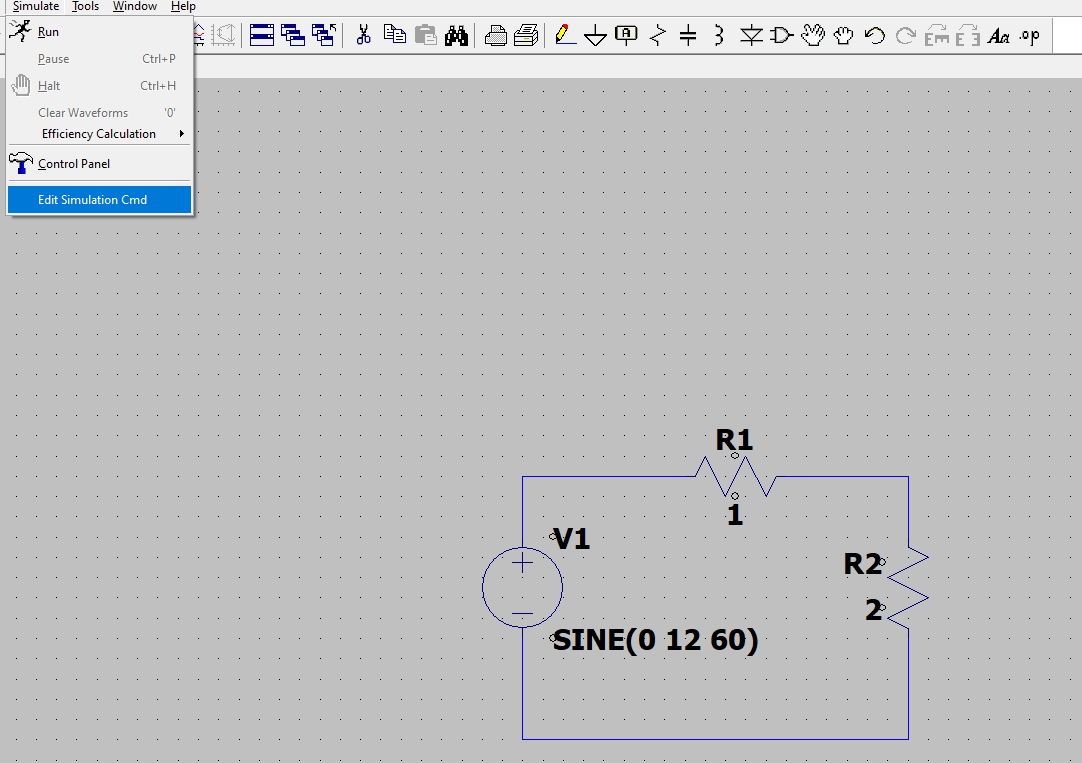 Simulate Tools Window Help
Run
Pause Ctrl+P
Halt Ctrl+H
Clear Waveforms '0'
Efficiency Calculation
Control Panel
Edit Simulation Cmd
A
Aa .op
R1
1
V1
R2
2
SINE(0 12 60)